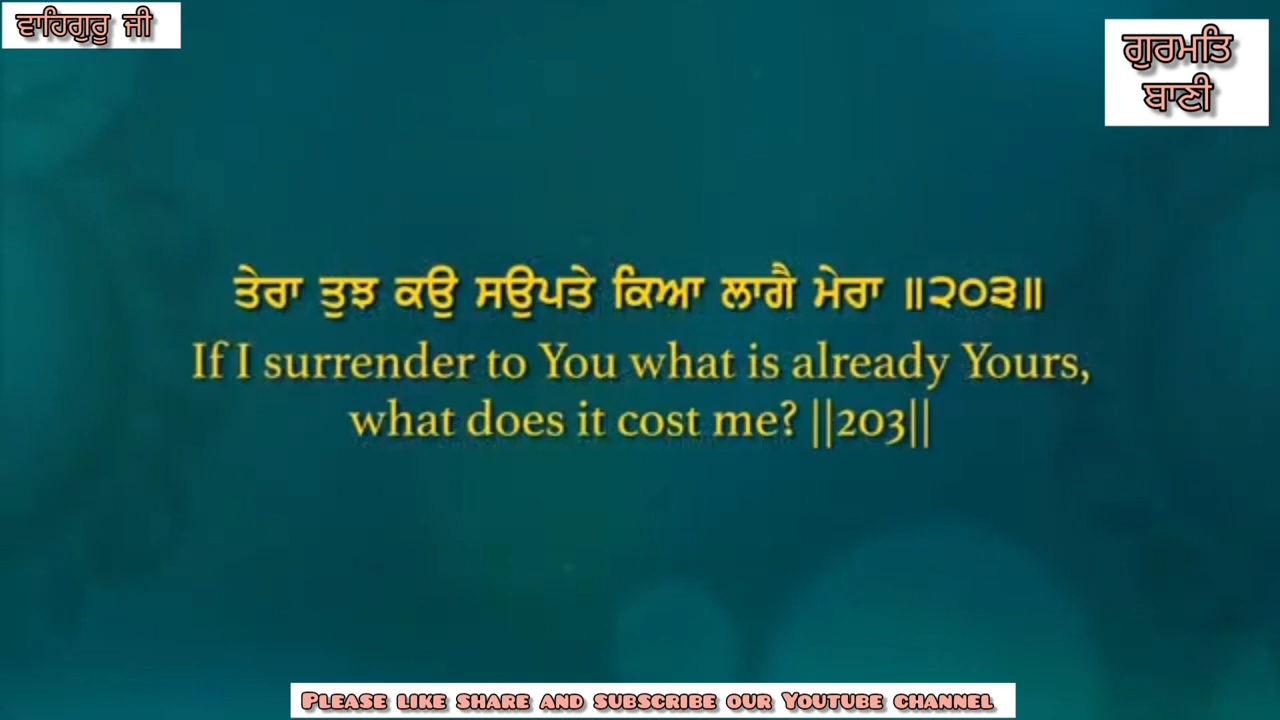 ਵਾਹਿਗੁਰੂ ਜੀ
ਗੁਰਮਤਿ
ਬਾਣੀ
ਤੇਰਾ ਤੁਝ ਕਉ ਸਉਪਤੇ ਕਿਆ ਲਾਗੈ ਮੇਰਾ ॥੨੦੩॥
If I surrender to You what is already Yours,
what does it cost me? ||203||
Please like share and subscribe our Youtube channel